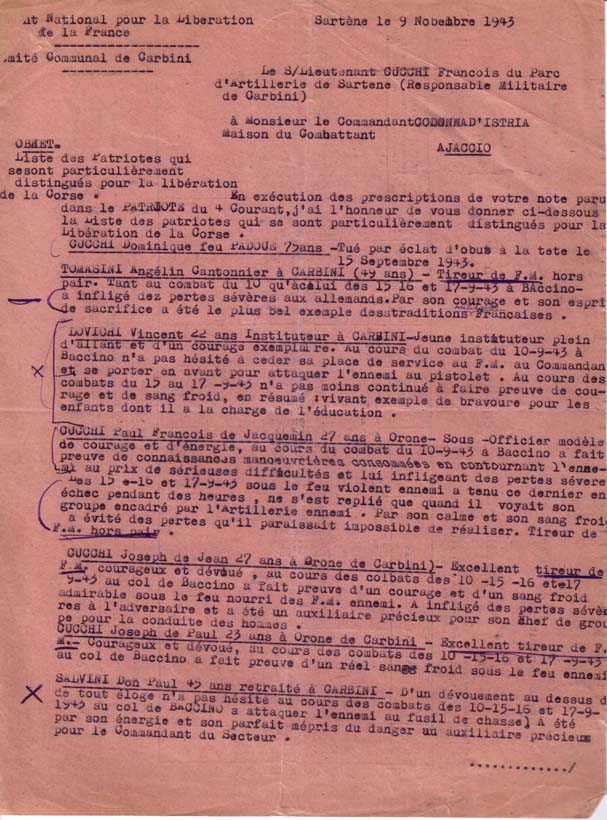 nt National pour la Liberation
de la France
omité Communal de Carbini
Sartène le 9 Nobembre 1943
Le S/Lieutenant CUCCHI Francois du Parc
d'Artillerie de Sartene (Responsable Militaire
de Carbini)
à Monsieur le Commandant D'ISTRIA
Maison du Combattant
AJACCIO
OBJET=
Liste des Patriotes qui
se sont particulièrement
distingués pour la libération
de la Corse .
En exécution des prescriptions de votre note paru
dans le PATRIOTE du 4 Courant, j'ai l'honneur de vous donner ci-dessous
la Liste des patriotes qui se sont particulièrement distingués pour la
Libération de la Corse .
CUCCHI Dominique feu PADOUE 75ans -Tué par éclat d'obus à la tete le
15 Septembre 1943.
TOMASINI Angélin Cantonnier à CARBINI (49 ans) - Tireur de F.M. hors
pair. Tant au combat du 10 qu'àcelui des 15 16 et 17-9-43 à BAccino-
à infligé dez pertes sévères aux allemands.Par son courage et son espri
de sacrifice a été le plus bel exemple desstraditions Francaises .
LOVICHI Vincent 22 ans Instituteur à CARBINI-Jeune instituteur plein
d'allant et d'un courage exemplaire. Au cours du combat du 10-9-43 à
Baccino n'a pas hésité à ceder sa place de service au F.M. au Comandan
et se porter en avant pour attaquer l'ennemi au pistolet . Au cours des
combats du 15 au 17 -9-43 n'a pas moins continué à faire preuve de cou-
rage et de sang froid, en résumé :vivant exemple de bravoure pour les
enfants dont il a la charge de l'éducation .
CUCCHI Paul François de Jacquemin 27 ans à Orone- Sous -Officier modèle
de courage et d'énergie, au cours du combat du 10-9-43 à Baccino a fait
preuve de connaissances manoeuvrières consommées en contournant l'enne-
mi au prix de sérieuses difficultés et lui infligeant des pertes sévere
Les 15 e-16 et 17-9-43 sous le feu violent ennemi a tenu ce dernier en
échec pendant des heures , ne s'est replié que quand il voyait son
groupe encadré par l'Artillerie ennemi . Par son calme et son sang froi
a évité des pertes qu'il paraissait impossible de réaliser. Tireur de
F.M. hors pair .
CUCCHI Joseph de Jean 27 ans à Orone de Carbini)- Excellent tireur de
F.M. courageux et dévoué , au cours des colbats des 10 -15 -16 et 17
9-43 au col de Baccino a fait preuve d'un courage et d'un sang froid
admirable sous le feu nourri des F.M. ennemi. A infligé des pertes sévè
res à l'adversaire et a été un auxiliaire précieux pour son chef de grou
pe pour la conduite des hommes .
CUCCHI Joseph de Paul 23 ans à Orone de Carbini - Excellent tireur de F.
M.- Courageux et dévoué, au cours des combats des 10 -15-16 et 17 -9-43
au col de Baccino a fait preuve d'un réel sang froid sous le feu ennemi
SALVINI Don Paul 45 ans retraité à CARBINI - D'un dévouement au dessus d
de tout éloge n'a pas hésité au cours des combats des 10-15-16 et 17-9-
1943 au col de BACCINO a attaquer l'ennemi au fusil de chasse) A été
par son énergie et son parfait mépris du danger un auxiliaire précieux
pour le Commandant du Secteur .
............./